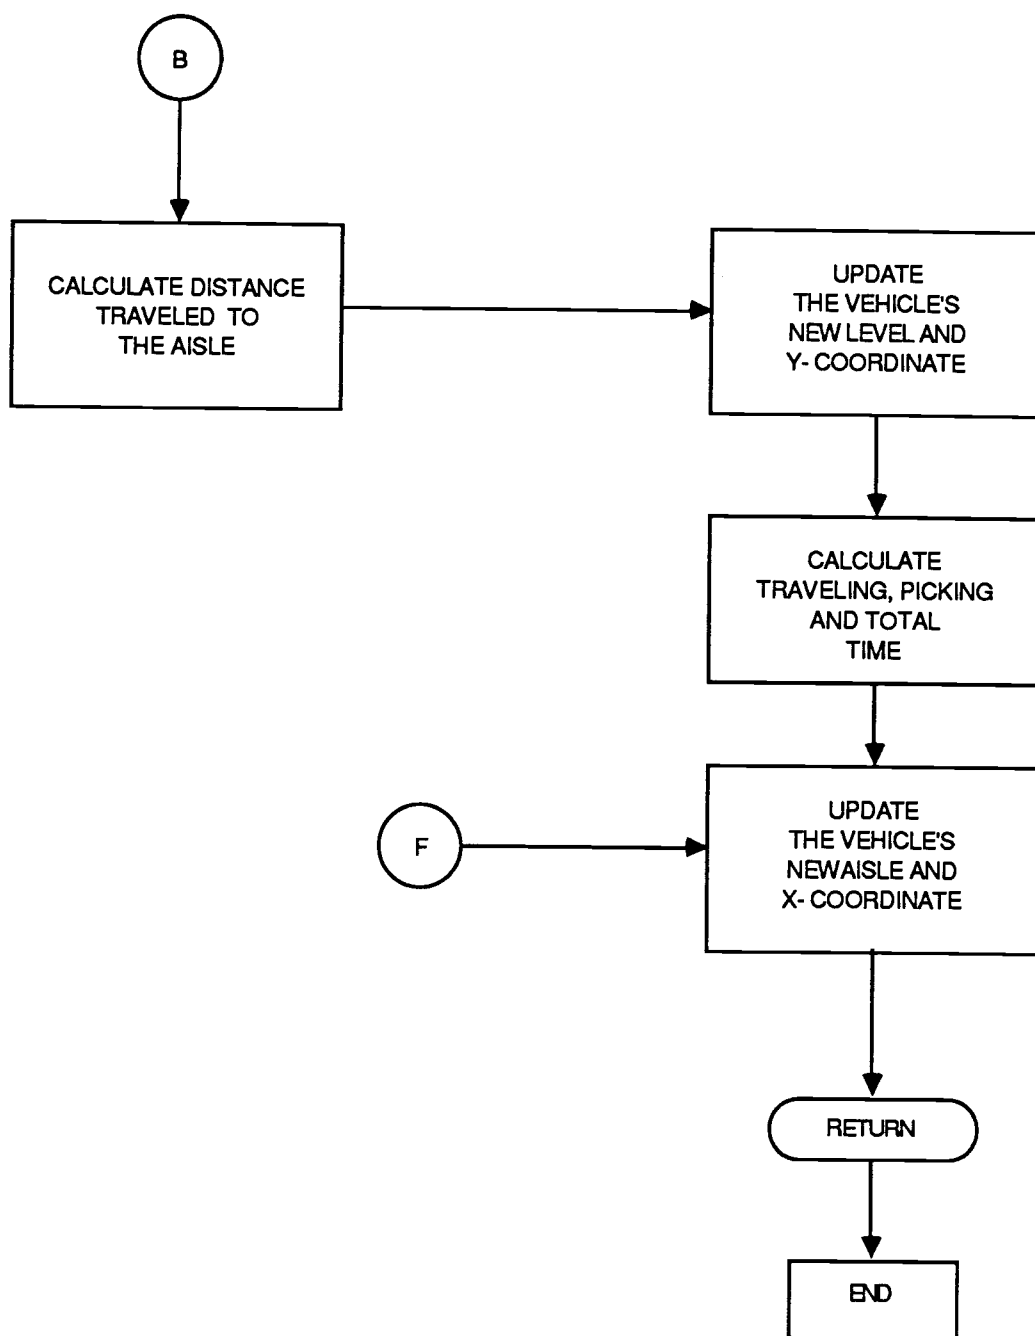 B
CALCULATE DISTANCE
TRAVELED TO
THE AISLE
UPDATE
THE VEHICLE'S
NEW LEVEL AND
Y- COORDINATE
CALCULATE
TRAVELING, PICKING
AND TOTAL
TIME
F
UPDATE
THE VEHICLE'S
NEWAISLE AND
X- COORDINATE
RETURN
END